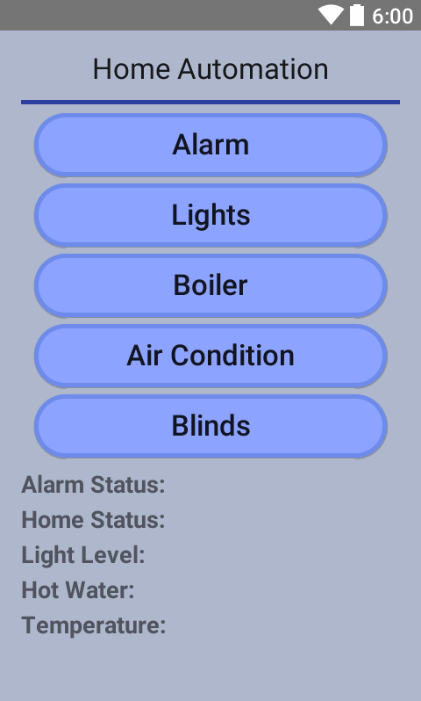 6:00
Home Automation
Alarm
Lights
Boiler
Air Condition
Blinds
Alarm Status:
Home Status:
Light Level:
Hot Water:
Temperature: